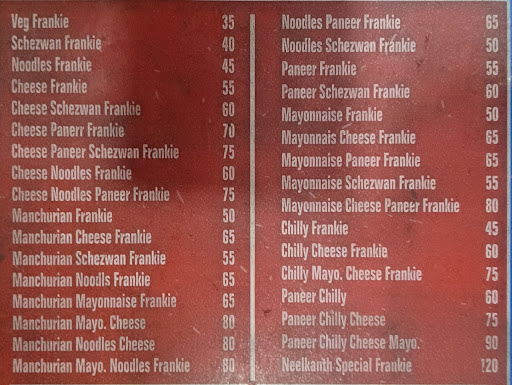 Veg Frankie 35
Schezwan Frankie 40
Noodles Frankie 45
Cheese Frankie 55
Cheese Schezwan Frankie 60
Cheese Panerr Frankie 70
Cheese Paneer Schezwan Frankie 75
Cheese Noodles Frankie 60
Cheese Noodles Paneer Frankie 75
Manchurian Frankie 50
Manchurian Cheese Frankie 65
Manchurian Schezwan Frankie 55
Manchurian Noodls Frankie 65
Manchurian Mayonnaise Frankie 65
Manchurian Mayo. Cheese 80
Manchurian Noodles Cheese 80
Manchurian Mayo. Noodles Frankie 80
Noodles Paneer Frankie 65
Noodles Schezwan Frankie 50
Paneer Frankie 55
Paneer Schezwan Frankie 60
Mayonnaise Frankie 50
Mayonnais Cheese Frankie 65
Mayonnaise Paneer Frankie 65
Mayonnaise Schezwan Frankie 55
Mayonnaise Cheese Paneer Frankie 80
Chilly Frankie 45
Chilly Cheese Frankie 60
Chilly Mayo. Cheese Frankie 75
Paneer Chilly 60
Paneer Chilly Cheese 75
Paneer Chilly Cheese Mayo. 90
Neelkanth Special Frankie 120